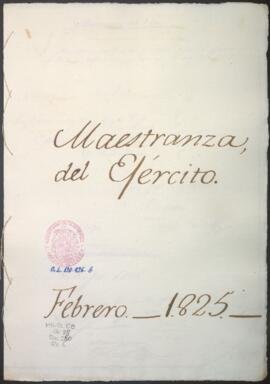 Maestranza,
del Ejército.
Febrero._1825._